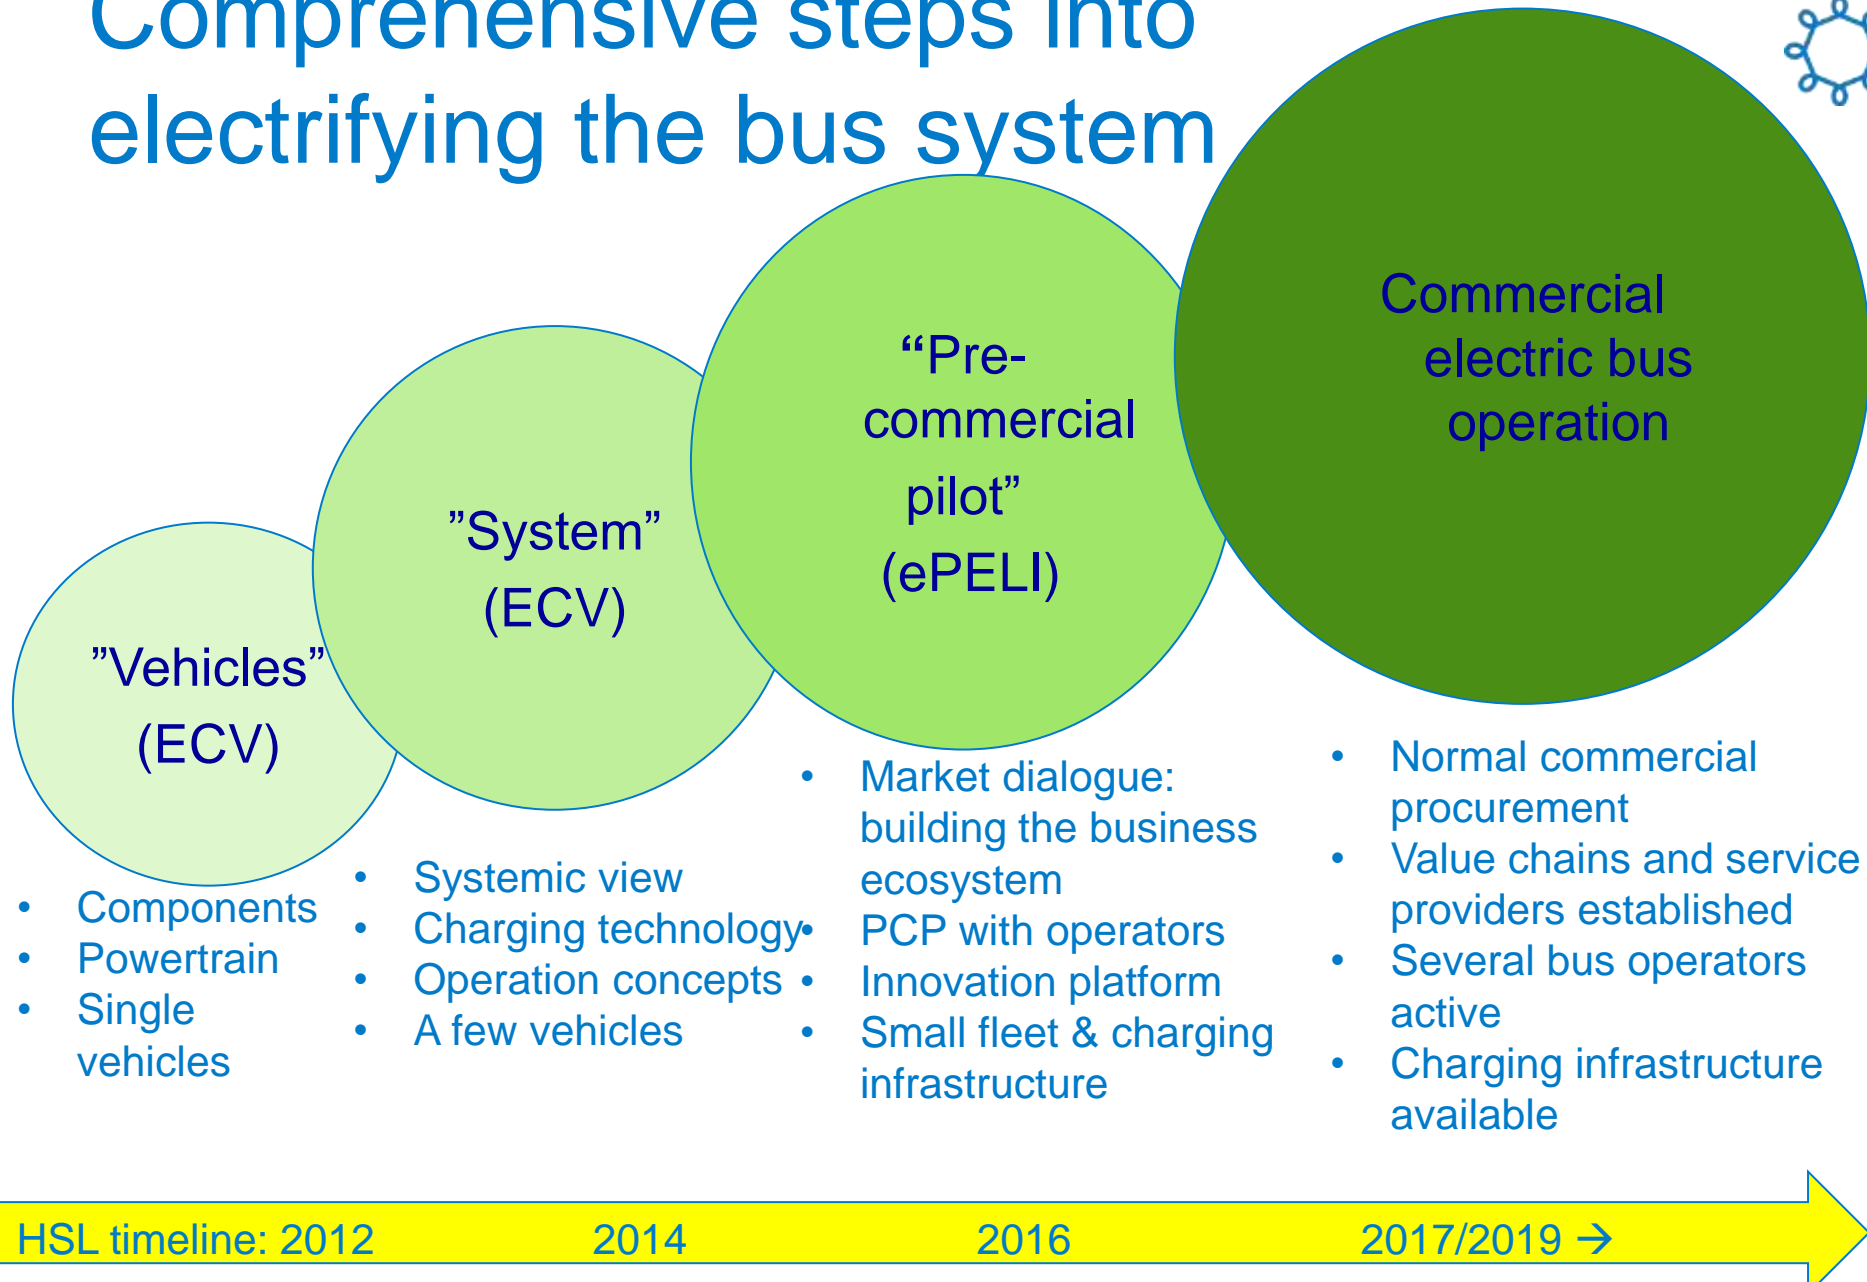 Comprehensive steps into
electrifying the bus system
”Vehicles”
(ECV)
”System”
(ECV)
“Pre-
commercial
pilot”
(ePELI)
Commercial
electric bus
operation
• Components
• Powertrain
• Single
vehicles
• Systemic view
• Charging technology
• Operation concepts
• A few vehicles
• Market dialogue:
building the business
ecosystem
• PCP with operators
• Innovation platform
• Small fleet & charging
infrastructure
• Normal commercial
procurement
• Value chains and service
providers established
• Several bus operators
active
• Charging infrastructure
available
HSL timeline: 2012 2014 2016 2017/2019 →